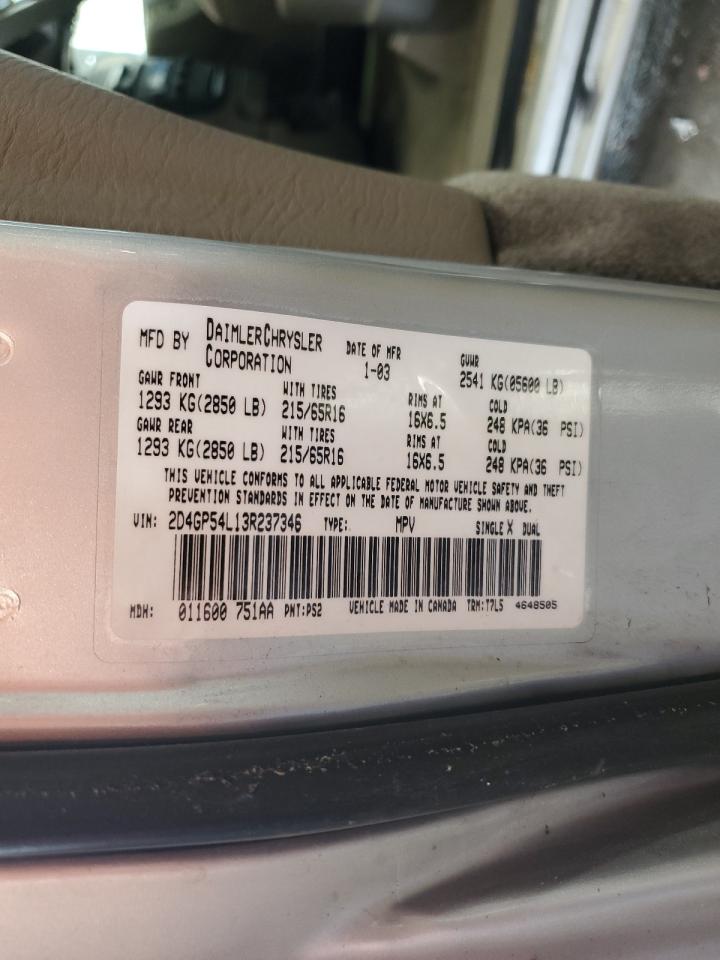 MFD BY DAIMLERCHRYSLER CORPORATION DATE OF MFR 1-03 GVWR 2541 KG(05600 LB)
GAWR FRONT WITH TIRES RIMS AT COLD
1293 KG(2850 LB) 215/65R16 16X6.5 248 KPA(36 PSI)
GAWR REAR WITH TIRES RIMS AT COLD
1293 KG(2850 LB) 215/65R16 16X6.5 248 KPA(36 PSI)
THIS VEHICLE CONFORMS TO ALL APPLICABLE FEDERAL MOTOR VEHICLE SAFETY AND THEFT
PREVENTION STANDARDS IN EFFECT ON THE DATE OF MANUFACTURE SHOWN ABOVE.
VIN: 2D4GP54L13R237346 TYPE: MPV SINGLE X DUAL
MDH: 011600 751AA PNT:PS2 VEHICLE MADE IN CANADA TRM:T7L5 4648505